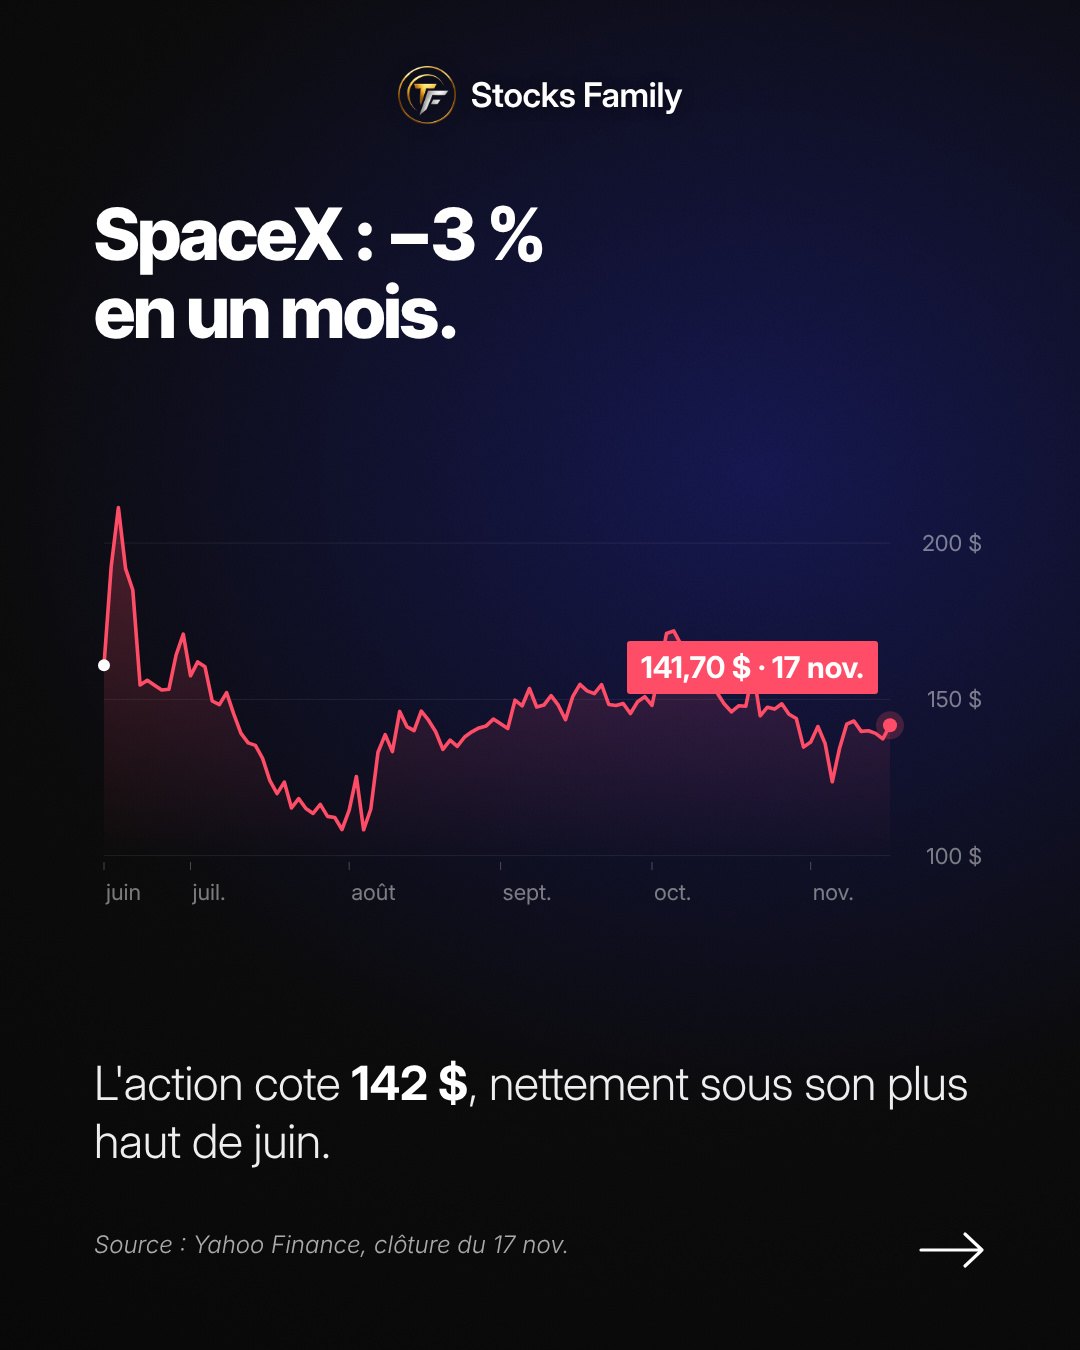 TF Stocks Family
SpaceX : −3 %
en un mois.
200 $
141,70 $ · 17 nov.
150 $
100 $
juin juil. août sept. oct. nov.
L'action cote 142 $, nettement sous son plus
haut de juin.
Source : Yahoo Finance, clôture du 17 nov.